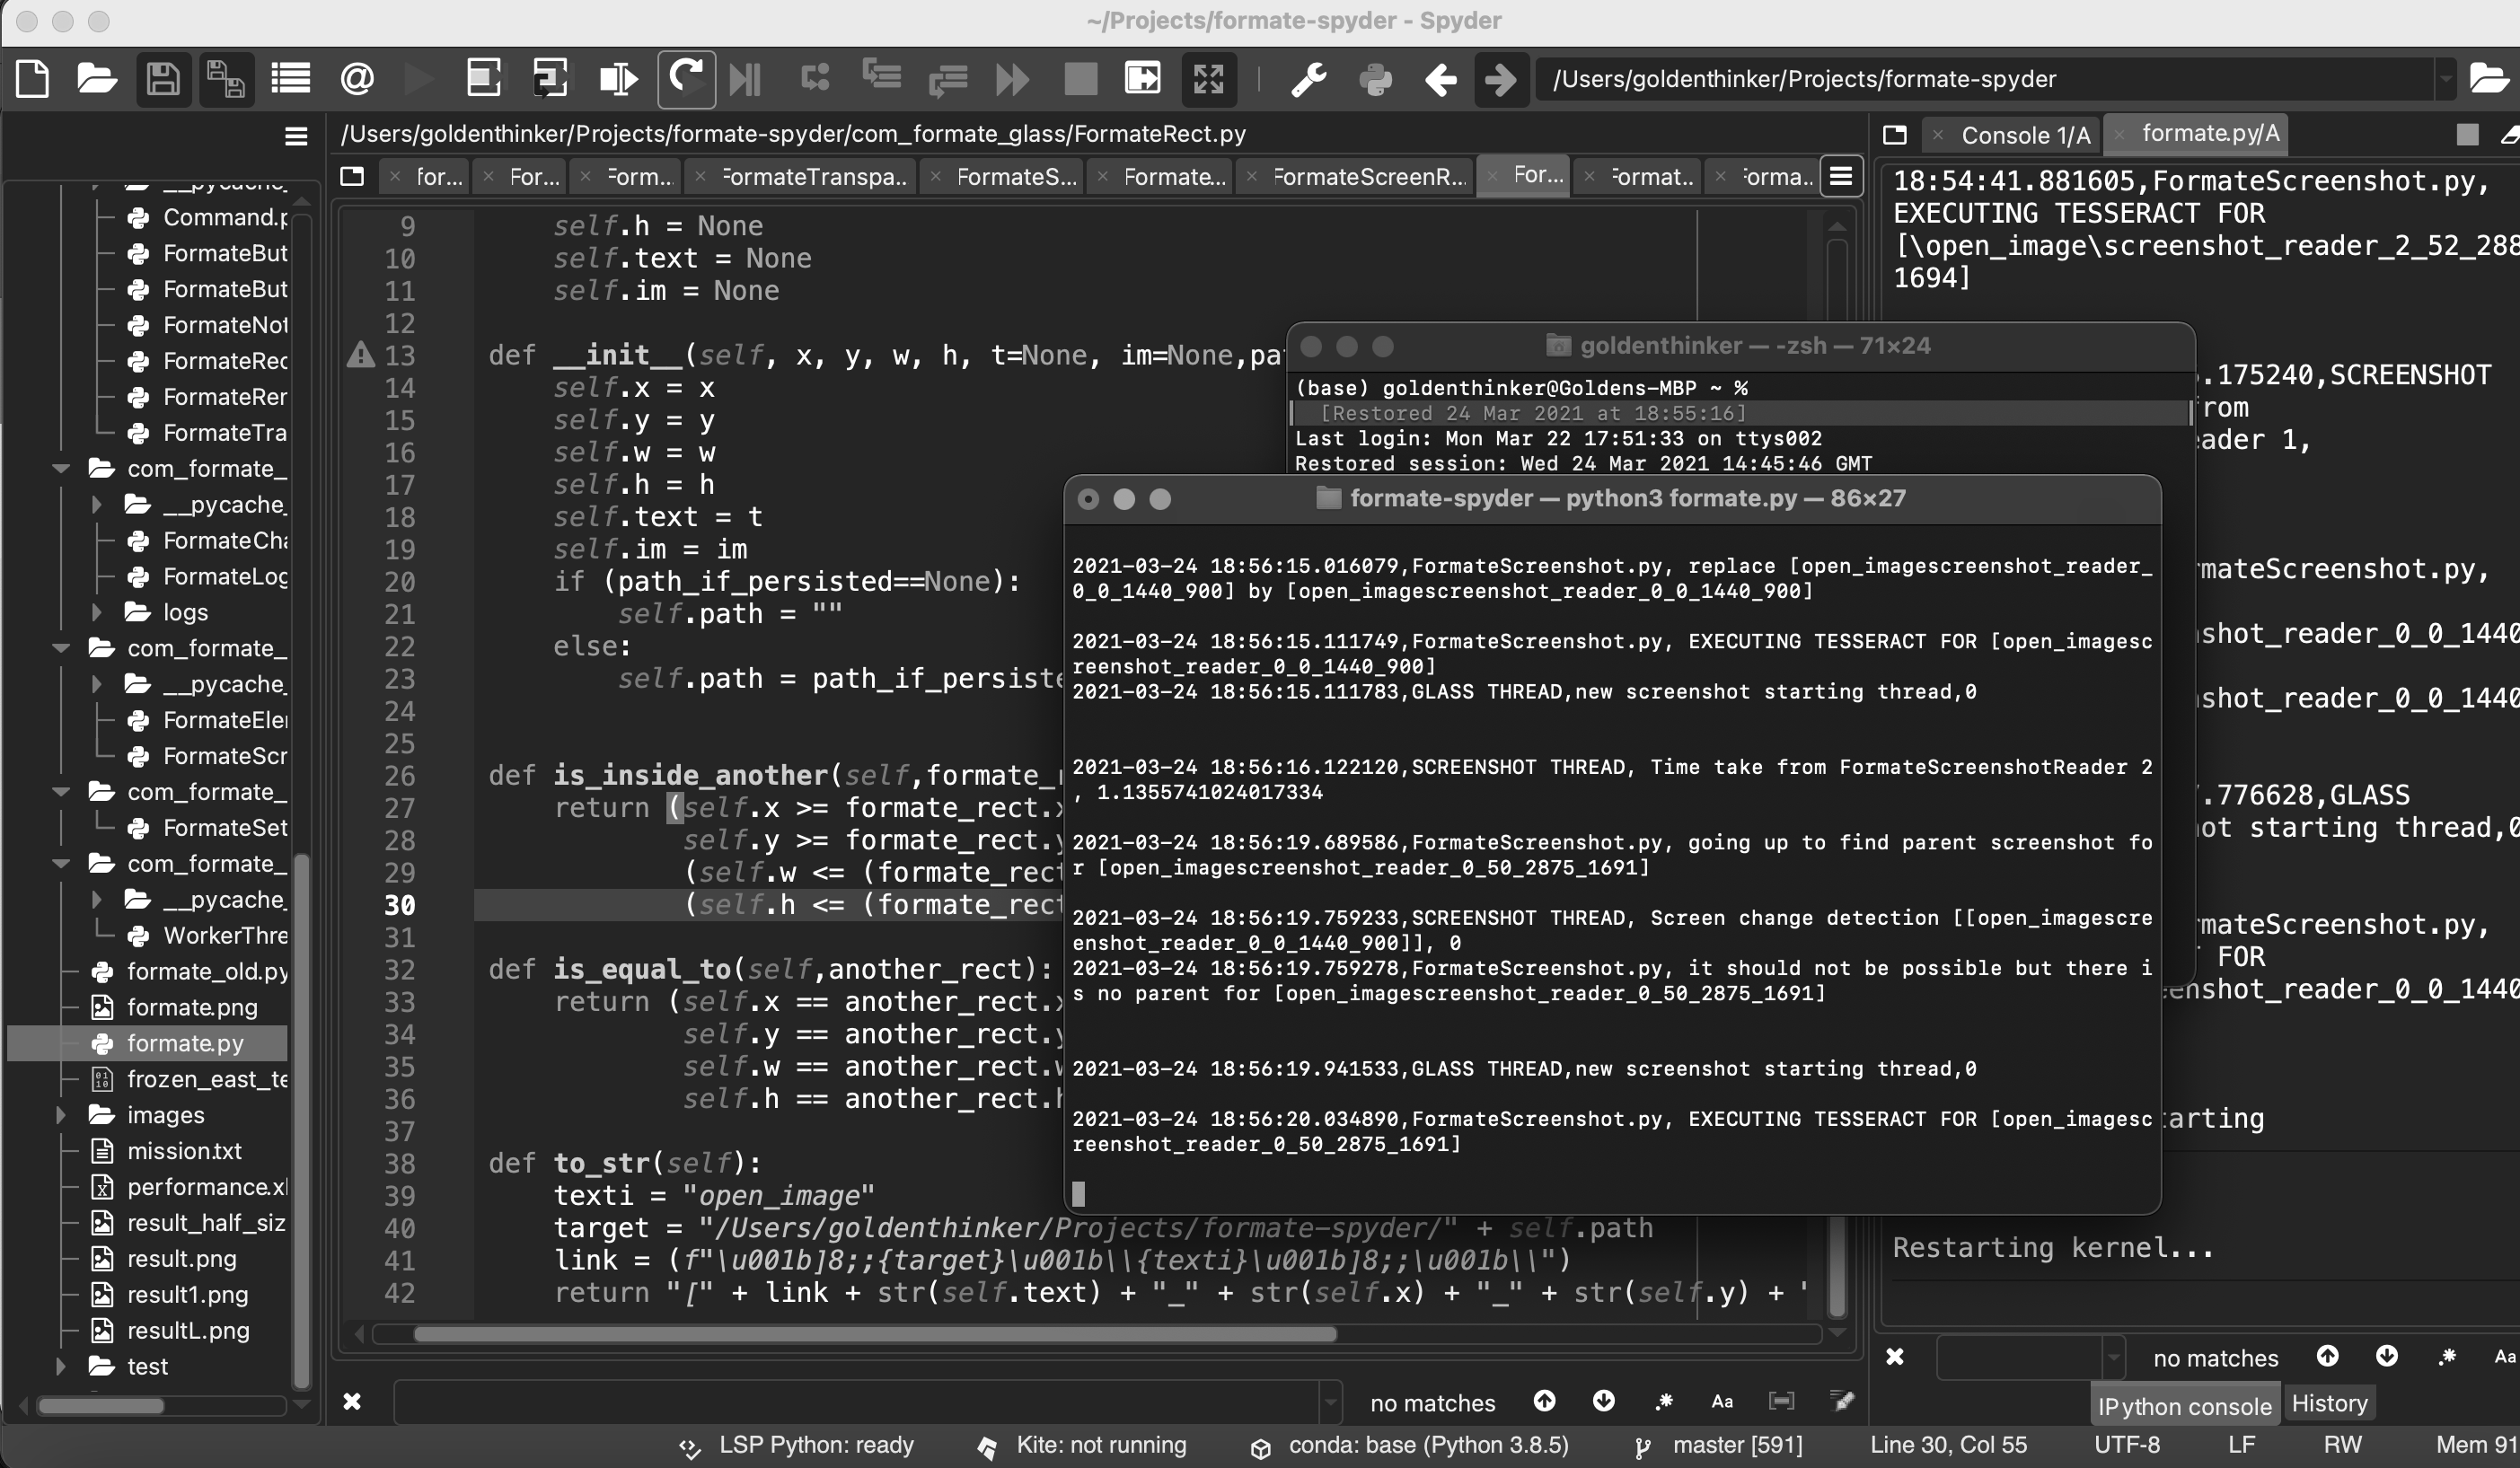 ~/Projects/formate-spyder - Spyder
/Users/goldenthinker/Projects/formate-spyder
/Users/goldenthinker/Projects/formate-spyder/com_formate_glass/FormateRect.py
for...
For...
Form...
FormateTranspa..
FormateS...
Formate...
FormateScreenR...
For...
Format..
Forma..
Console 1/A
formate.py/A
__pycache_
Command.p
FormateBut
FormateBut
FormateNot
FormateRec
FormateRer
FormateTra
com_formate_
__pycache_
FormateCha
FormateLog
logs
com_formate_
__pycache_
FormateEler
FormateScr
com_formate_
FormateSet
com_formate_
__pycache_
WorkerThre
formate_old.py
formate.png
formate.py
frozen_east_te
images
mission.txt
performance.xl
result_half_siz
result.png
result1.png
resultL.png
test
9 self.h = None
10 self.text = None
11 self.im = None
12
13 def __init__(self, x, y, w, h, t=None, im=None,pa
14 self.x = x
15 self.y = y
16 self.w = w
17 self.h = h
18 self.text = t
19 self.im = im
20 if (path_if_persisted==None):
21 self.path = ""
22 else:
23 self.path = path_if_persiste
24
25
26 def is_inside_another(self,formate_r
27 return (self.x >= formate_rect.x
28 self.y >= formate_rect.y
29 (self.w <= (formate_rect
30 (self.h <= (formate_rect
31
32 def is_equal_to(self,another_rect):
33 return (self.x == another_rect.x
34 self.y == another_rect.y
35 self.w == another_rect.w
36 self.h == another_rect.h
37
38 def to_str(self):
39 texti = "open_image"
40 target = "/Users/goldenthinker/Projects/formate-spyder/" + self.path
41 link = (f"\u001b]8;;{target}\u001b\\{texti}\u001b]8;;\u001b\\")
42 return "[" + link + str(self.text) + "_" + str(self.x) + "_" + str(self.y) + '
goldenthinker — -zsh — 71×24
(base) goldenthinker@Goldens-MBP ~ %
[Restored 24 Mar 2021 at 18:55:16]
Last login: Mon Mar 22 17:51:33 on ttys002
Restored session: Wed 24 Mar 2021 14:45:46 GMT
formate-spyder — python3 formate.py — 86×27
2021-03-24 18:56:15.016079,FormateScreenshot.py, replace [open_imagescreenshot_reader_
0_0_1440_900] by [open_imagescreenshot_reader_0_0_1440_900]
2021-03-24 18:56:15.111749,FormateScreenshot.py, EXECUTING TESSERACT FOR [open_imagesc
reenshot_reader_0_0_1440_900]
2021-03-24 18:56:15.111783,GLASS THREAD,new screenshot starting thread,0
2021-03-24 18:56:16.122120,SCREENSHOT THREAD, Time take from FormateScreenshotReader 2
, 1.1355741024017334
2021-03-24 18:56:19.689586,FormateScreenshot.py, going up to find parent screenshot fo
r [open_imagescreenshot_reader_0_50_2875_1691]
2021-03-24 18:56:19.759233,SCREENSHOT THREAD, Screen change detection [[open_imagescre
enshot_reader_0_0_1440_900]], 0
2021-03-24 18:56:19.759278,FormateScreenshot.py, it should not be possible but there i
s no parent for [open_imagescreenshot_reader_0_50_2875_1691]
2021-03-24 18:56:19.941533,GLASS THREAD,new screenshot starting thread,0
2021-03-24 18:56:20.034890,FormateScreenshot.py, EXECUTING TESSERACT FOR [open_imagesc
reenshot_reader_0_50_2875_1691]
18:54:41.881605,FormateScreenshot.py,
EXECUTING TESSERACT FOR
[\open_image\screenshot_reader_2_52_288
1694]
.175240,SCREENSHOT
rom
ader 1,
mateScreenshot.py,
shot_reader_0_0_1440
shot_reader_0_0_1440
.776628,GLASS
ot starting thread,0
mateScreenshot.py,
FOR
enshot_reader_0_0_1440
tarting
Restarting kernel...
no matches
Aa
no matches
Aa
IPython console
History
LSP Python: ready
Kite: not running
conda: base (Python 3.8.5)
master [591]
Line 30, Col 55
UTF-8
LF
RW
Mem 91